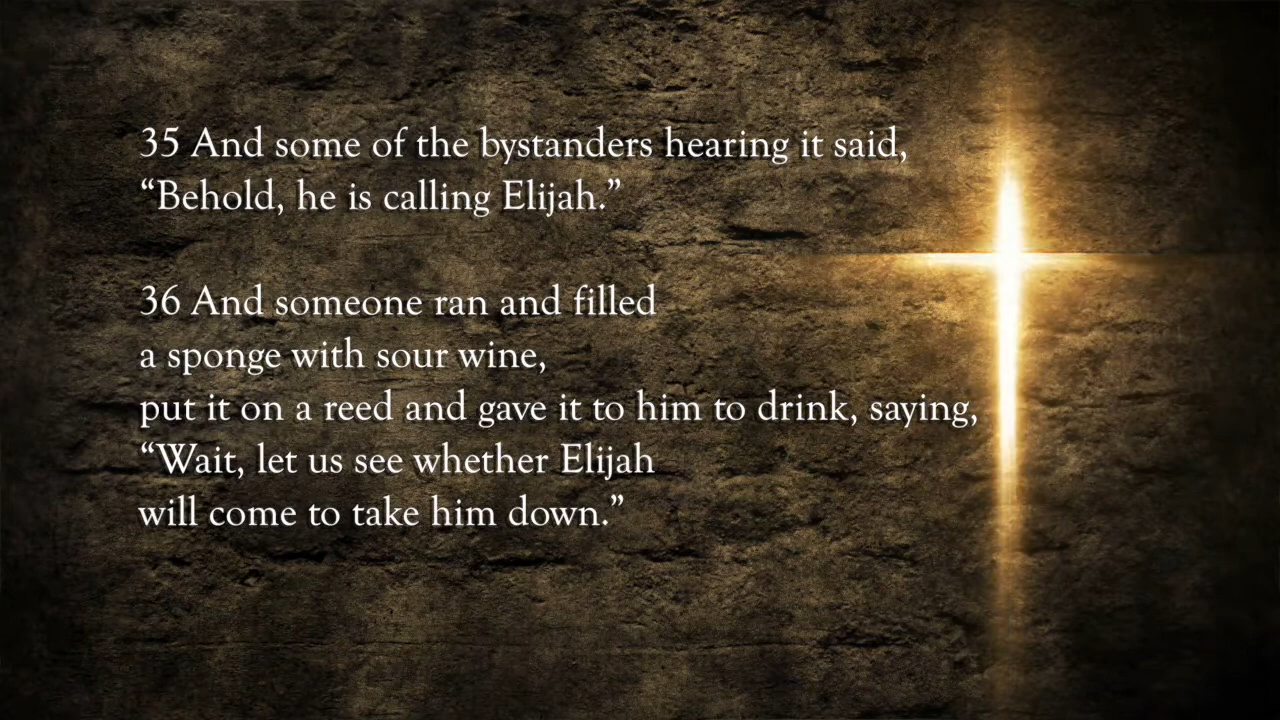 35 And some of the bystanders hearing it said,
“Behold, he is calling Elijah.”
36 And someone ran and filled
a sponge with sour wine,
put it on a reed and gave it to him to drink, saying,
“Wait, let us see whether Elijah
will come to take him down.”